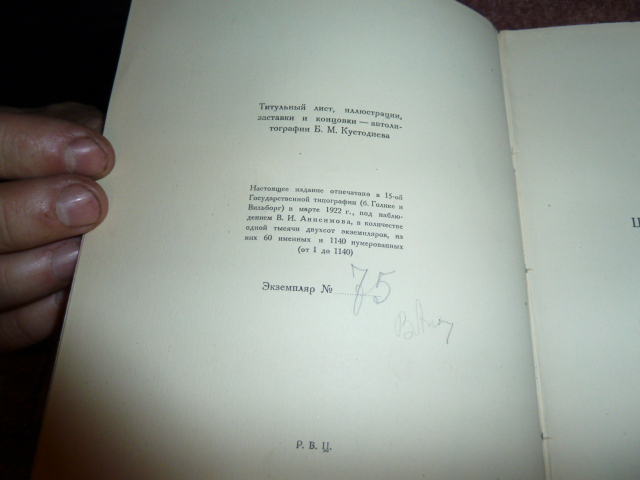 Титульный лист, иллюстрации,
заставки и концовки — автоли-
тографии Б. М. Кустодиева
Настоящее издание отпечатано в 15-ой
Государственной типографии (б. Голике и
Вильборг) в марте 1922 г., под наблю-
дением В. И. Анисимова, в количестве
одной тысячи двухсот экземпляров, из
них 60 именных и 1140 нумерованных
(от 1 до 1140)
Экземпляр № 75
Р. В. Ц.